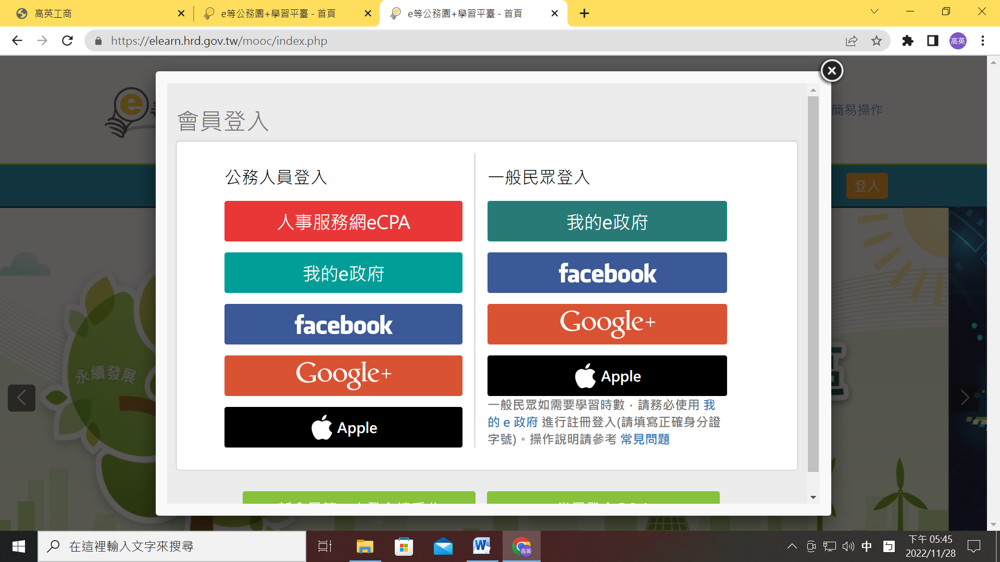 高英工商
e等公務園+學習平臺 - 首頁
e等公務園+學習平臺 - 首頁
https://elearn.hrd.gov.tw/mooc/index.php
高英
e
簡易操作
會員登入
登入
公務人員登入
人事服務網eCPA
我的e政府
facebook
Google+
Apple
一般民眾登入
我的e政府
facebook
Google+
Apple
一般民眾如需要學習時數，請務必使用 我
的 e 政府 進行註冊登入(請填寫正確身分證
字號)。操作說明請參考 常見問題
永續發展
在這裡輸入文字來搜尋
W
高英
中
ㄅ
下午 05:45
2022/11/28